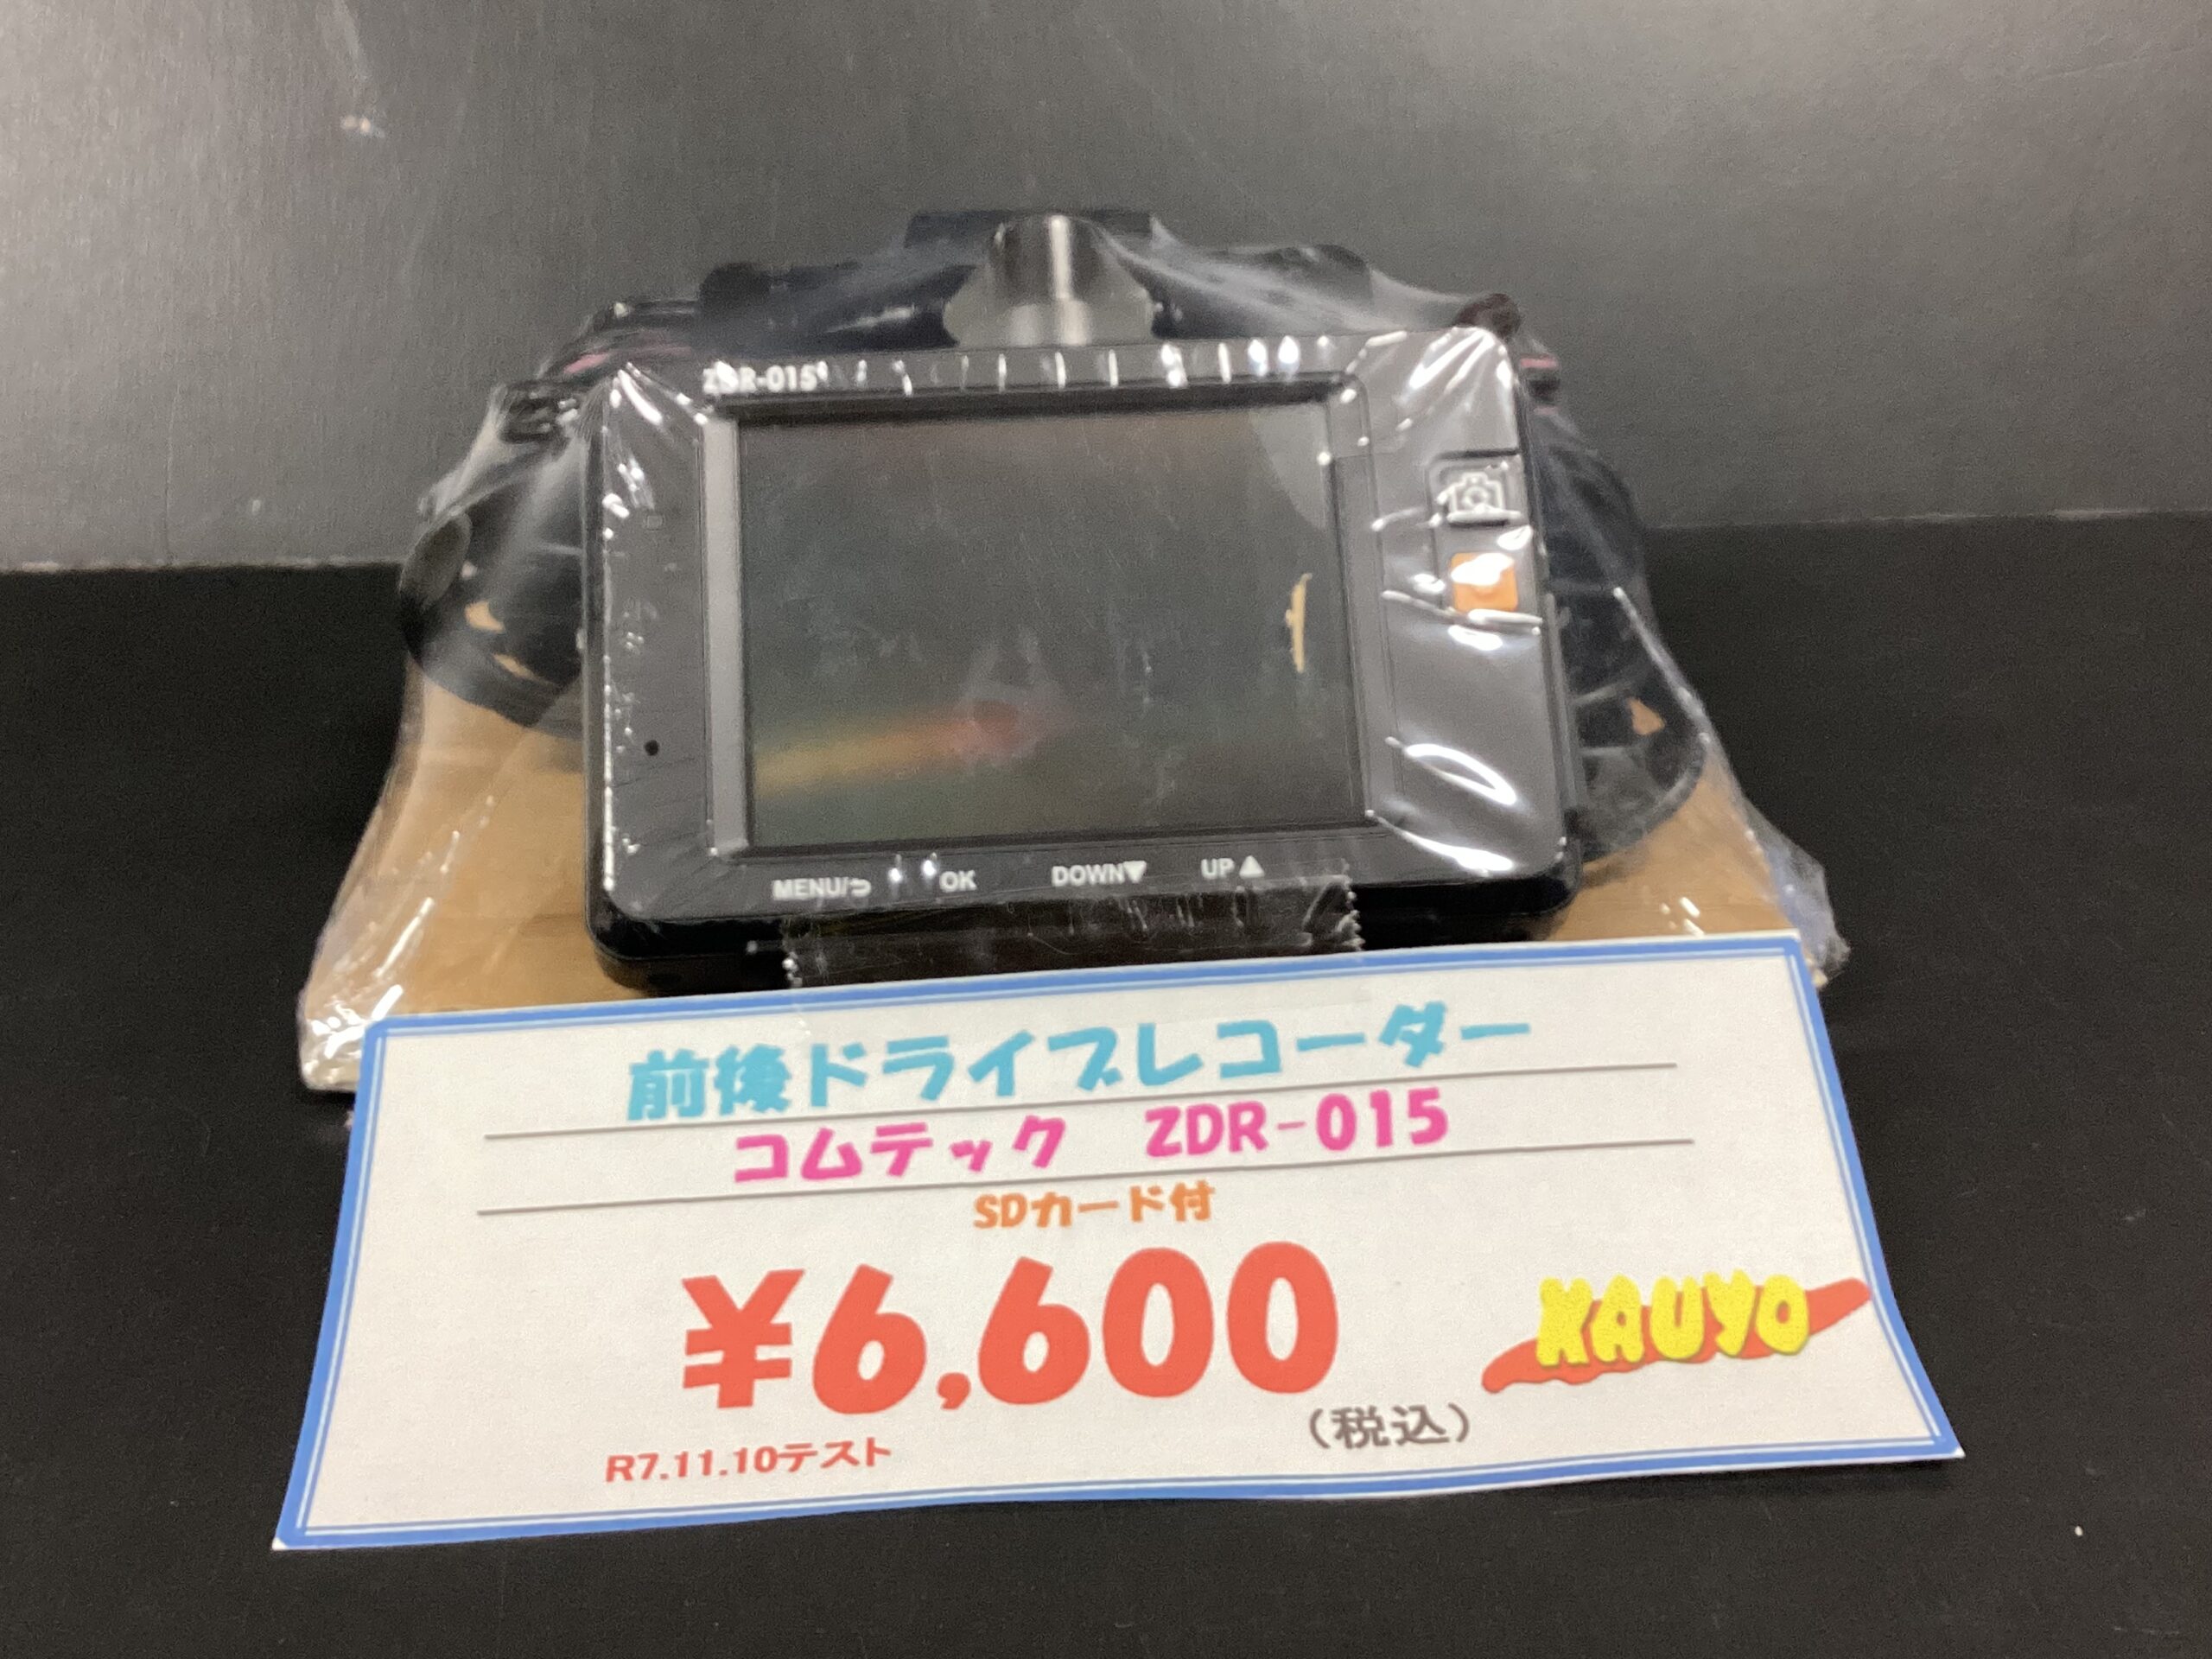 ZDR-015
MENU/⮌ OK DOWN▼ UP▲
前後ドライブレコーダー
コムテック ZDR-015
SDカード付
¥6,600
KAUYO
(税込)
R7.11.10テスト